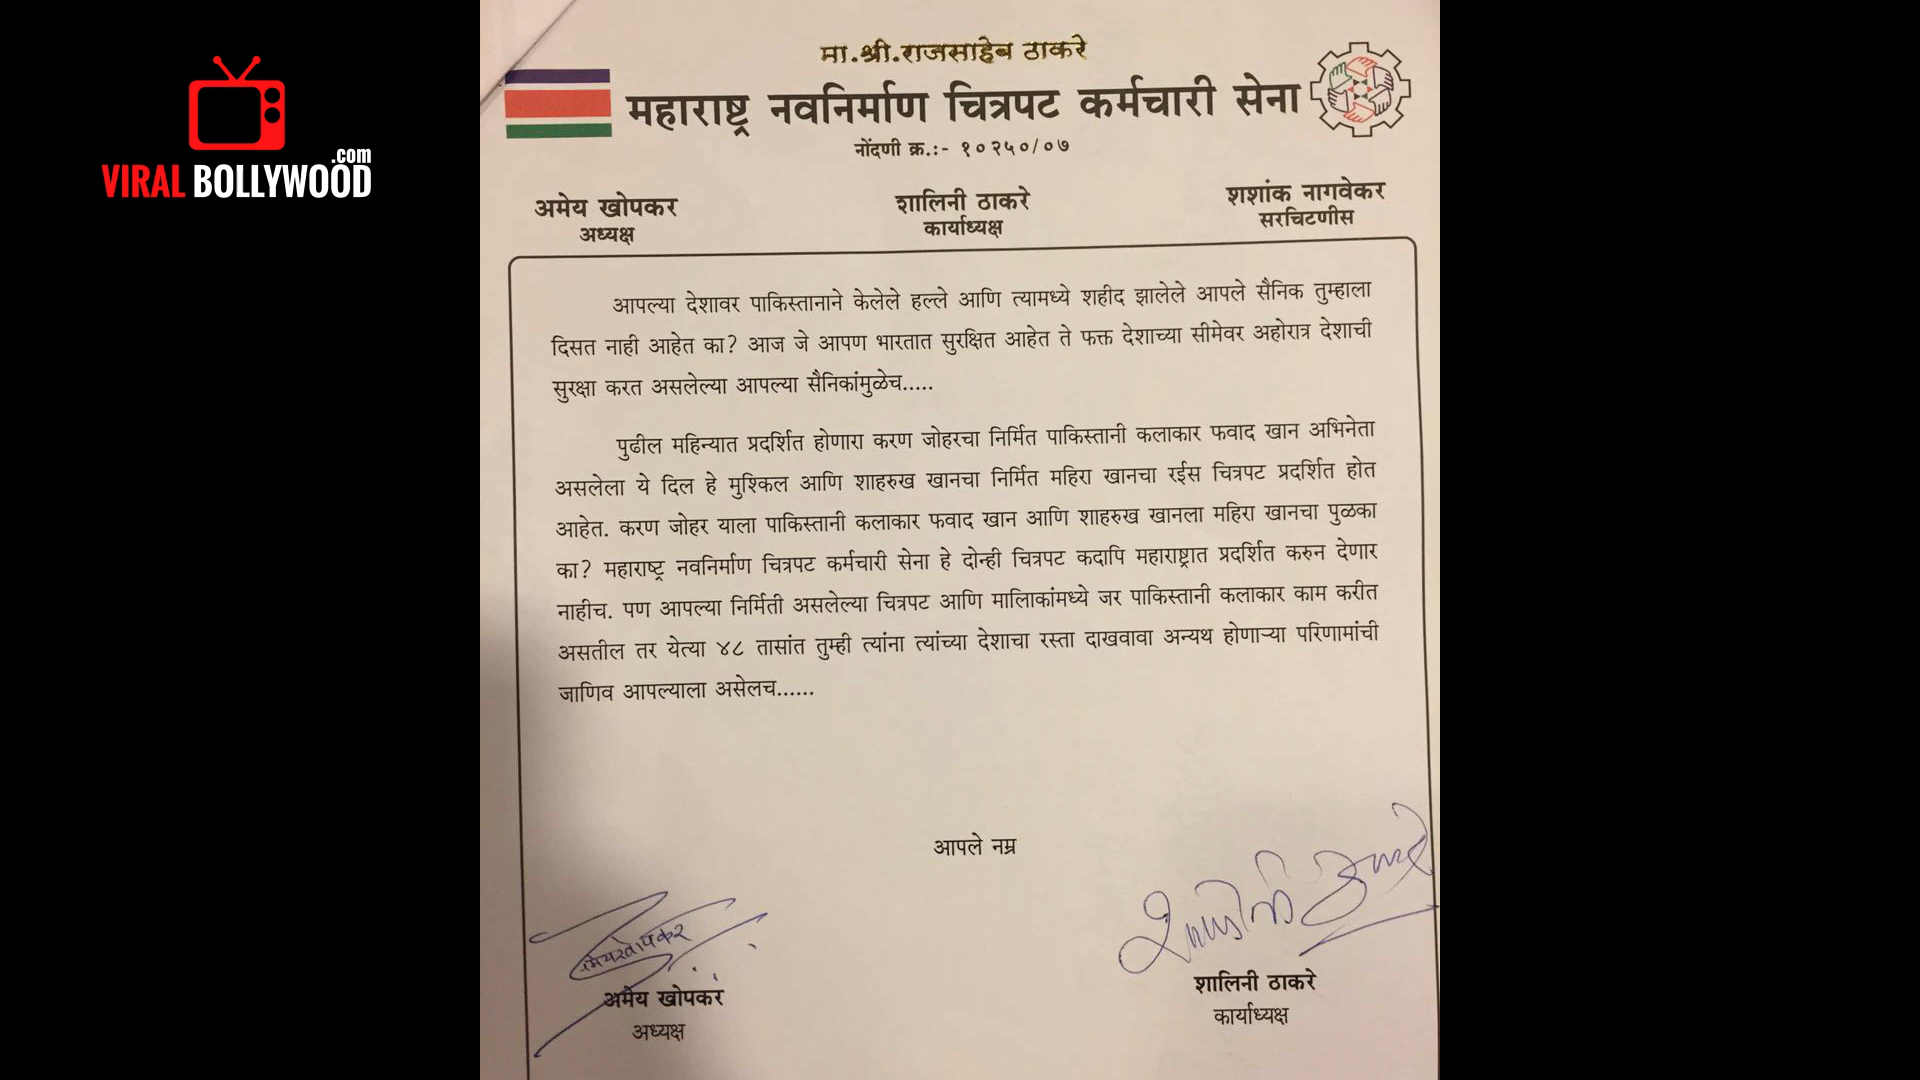 .com
VIRAL BOLLYWOOD
मा.श्री.राजसाहेब ठाकरे
महाराष्ट्र नवनिर्माण चित्रपट कर्मचारी सेना
नोंदणी क्र.:- १०२५०/०७
अमेय खोपकर
अध्यक्ष
शालिनी ठाकरे
कार्याध्यक्ष
शशांक नागवेकर
सरचिटणीस
आपल्या देशावर पाकिस्तानाने केलेले हल्ले आणि त्यामध्ये शहीद झालेले आपले सैनिक तुम्हाला
दिसत नाही आहेत का? आज जे आपण भारतात सुरक्षित आहेत ते फक्त देशाच्या सीमेवर अहोरात्र देशाची
सुरक्षा करत असलेल्या आपल्या सैनिकांमुळेच.....
पुढील महिन्यात प्रदर्शित होणारा करण जोहरचा निर्मित पाकिस्तानी कलाकार फवाद खान अभिनेता
असलेला ये दिल हे मुश्किल आणि शाहरुख खानचा निर्मित महिरा खानचा रईस चित्रपट प्रदर्शित होत
आहेत. करण जोहर याला पाकिस्तानी कलाकार फवाद खान आणि शाहरुख खानला महिरा खानचा पुळका
का? महाराष्ट्र नवनिर्माण चित्रपट कर्मचारी सेना हे दोन्ही चित्रपट कदापि महाराष्ट्रात प्रदर्शित करुन देणार
नाहीच. पण आपल्या निर्मिती असलेल्या चित्रपट आणि मालिाकांमध्ये जर पाकिस्तानी कलाकार काम करीत
असतील तर येत्या ४८ तासांत तुम्ही त्यांना त्यांच्या देशाचा रस्ता दाखवावा अन्यथ होणाऱ्या परिणामांची
जाणिव आपल्याला असेलच......
आपले नम्र
अमेय खोपकर
शालिनी ठाकरे
अमेय खोपकर
अध्यक्ष
शालिनी ठाकरे
कार्याध्यक्ष